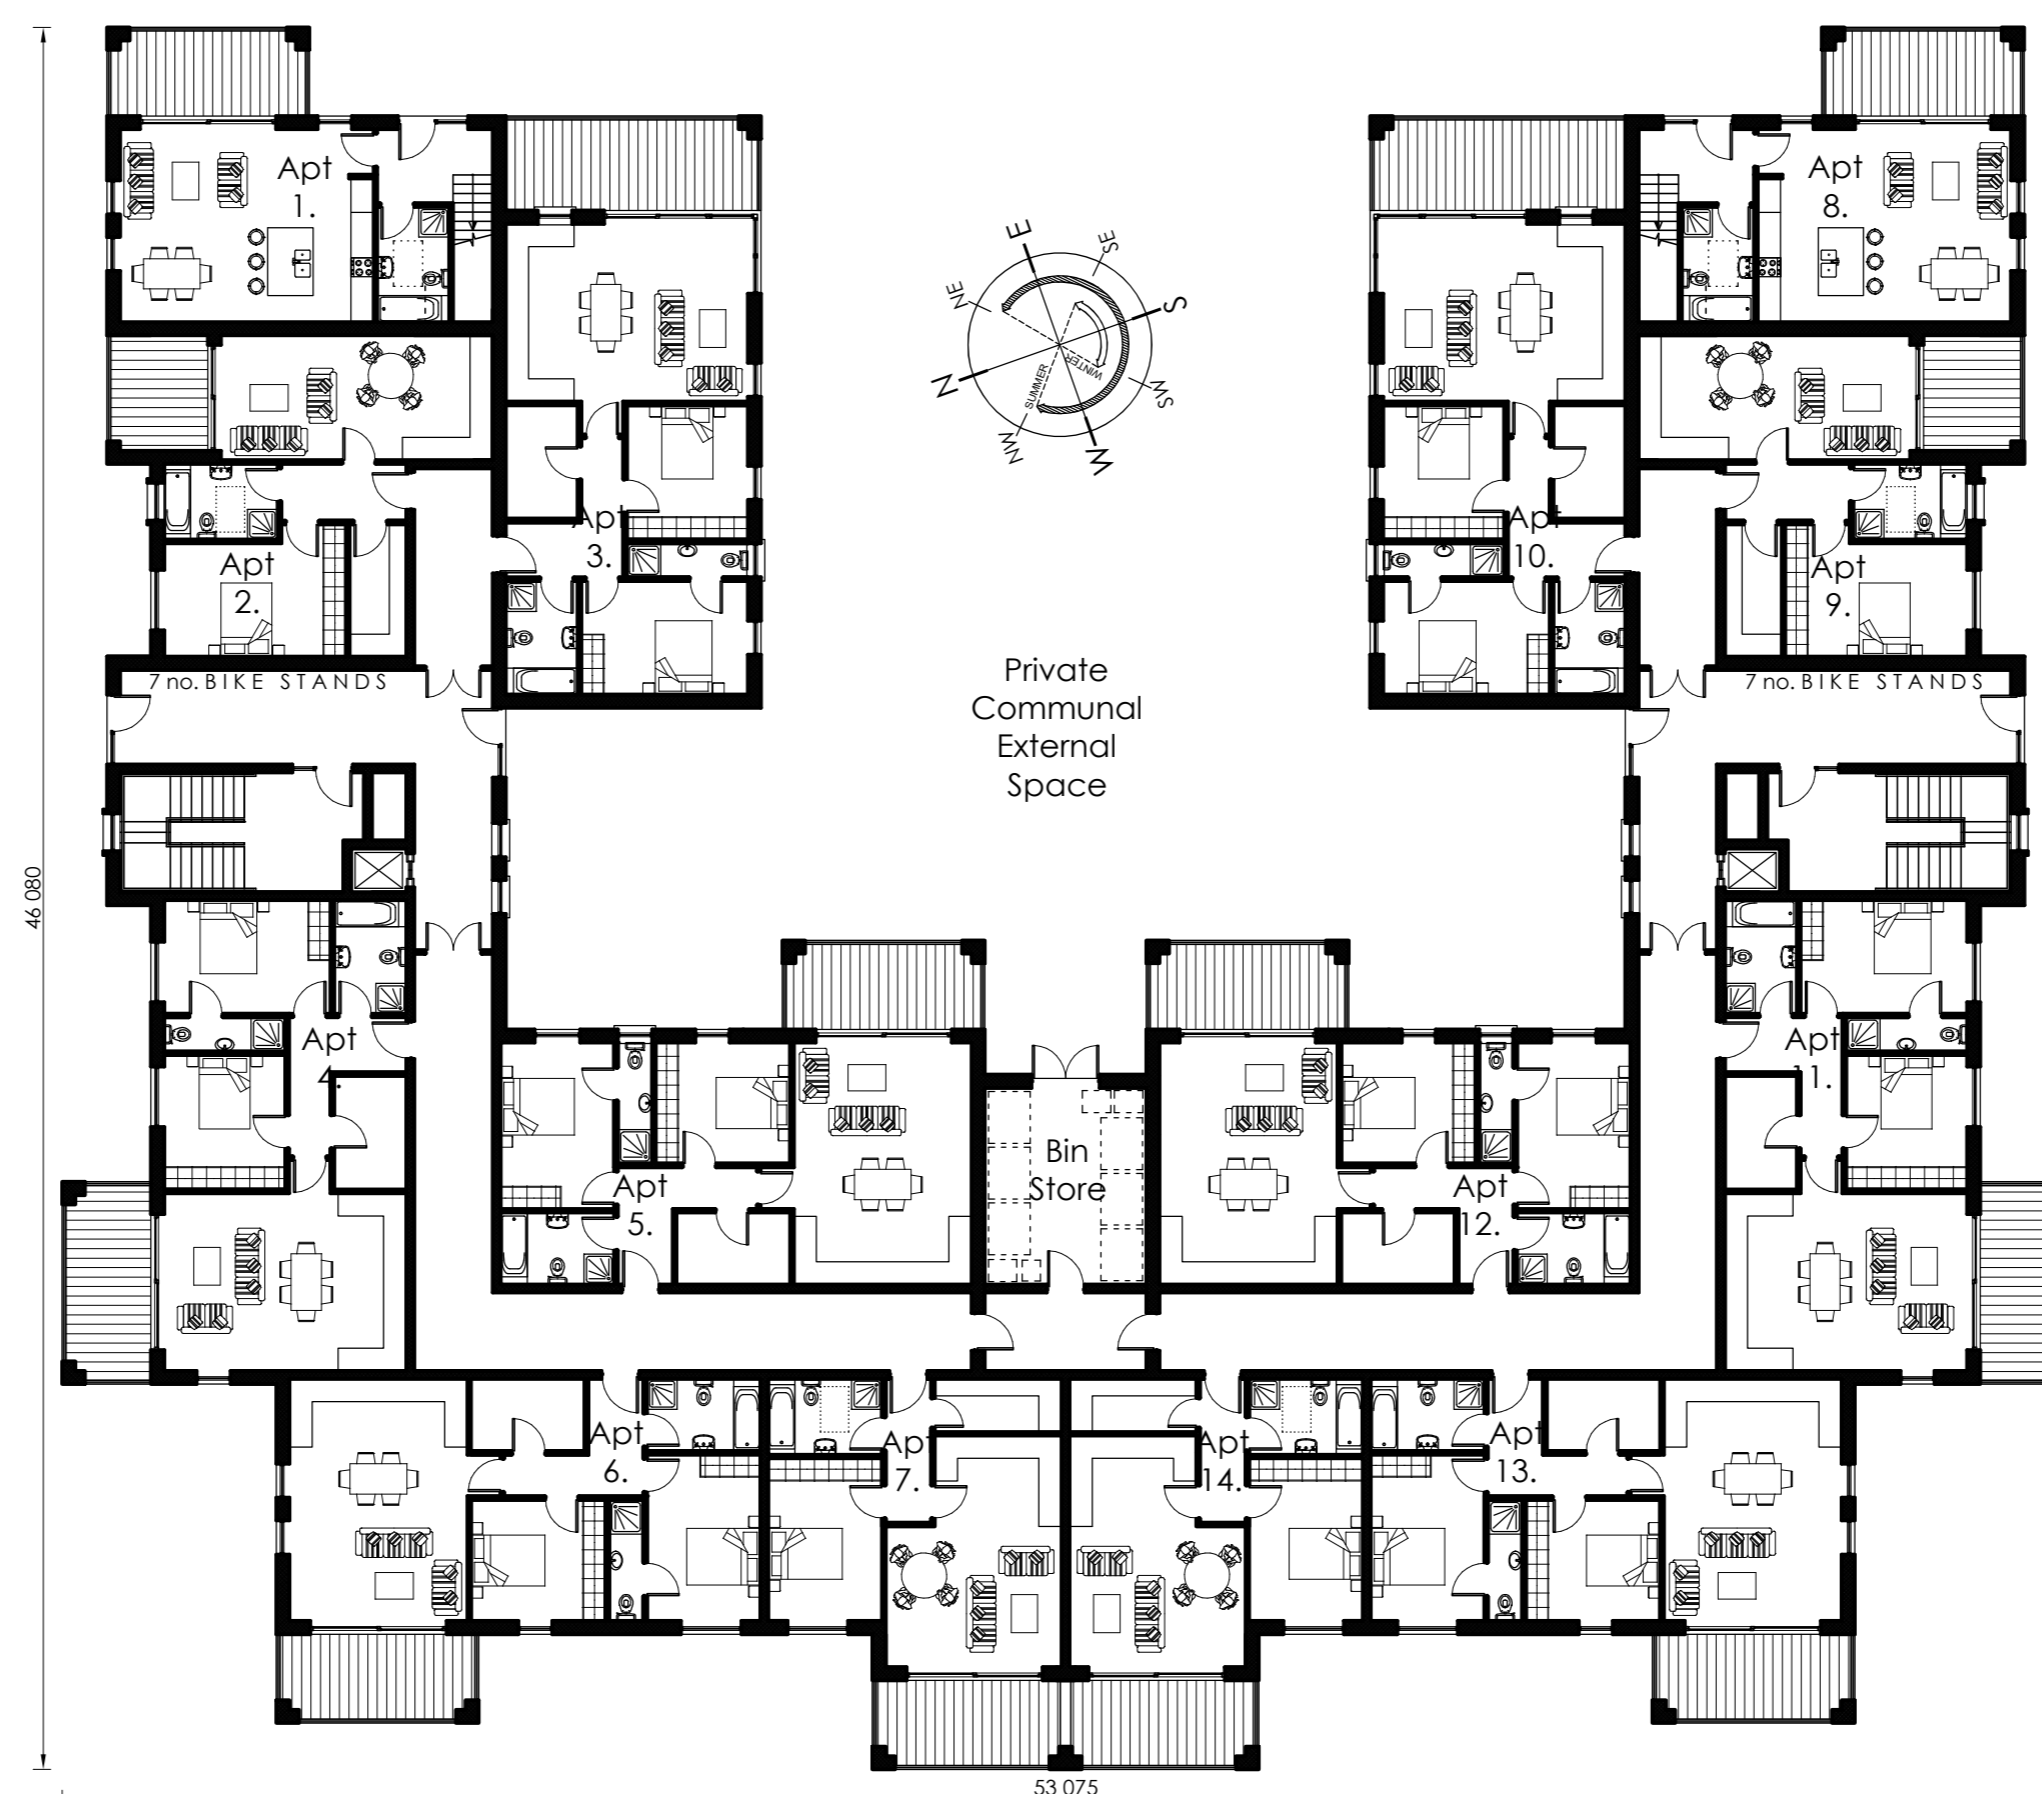 Apt
1.
Apt
8.
E
SE
S
SW
W
NW
N
NE
SUMMER
WINTER
Apt
2.
Apt
3.
Apt
10.
Apt
9.
7 no. BIKE STANDS
Private
Communal
External
Space
7 no. BIKE STANDS
46 080
Apt
4
Apt
11.
Apt
5.
Bin
Store
Apt
12.
Apt
6.
Apt
7.
Apt
14.
Apt
13.
53 075